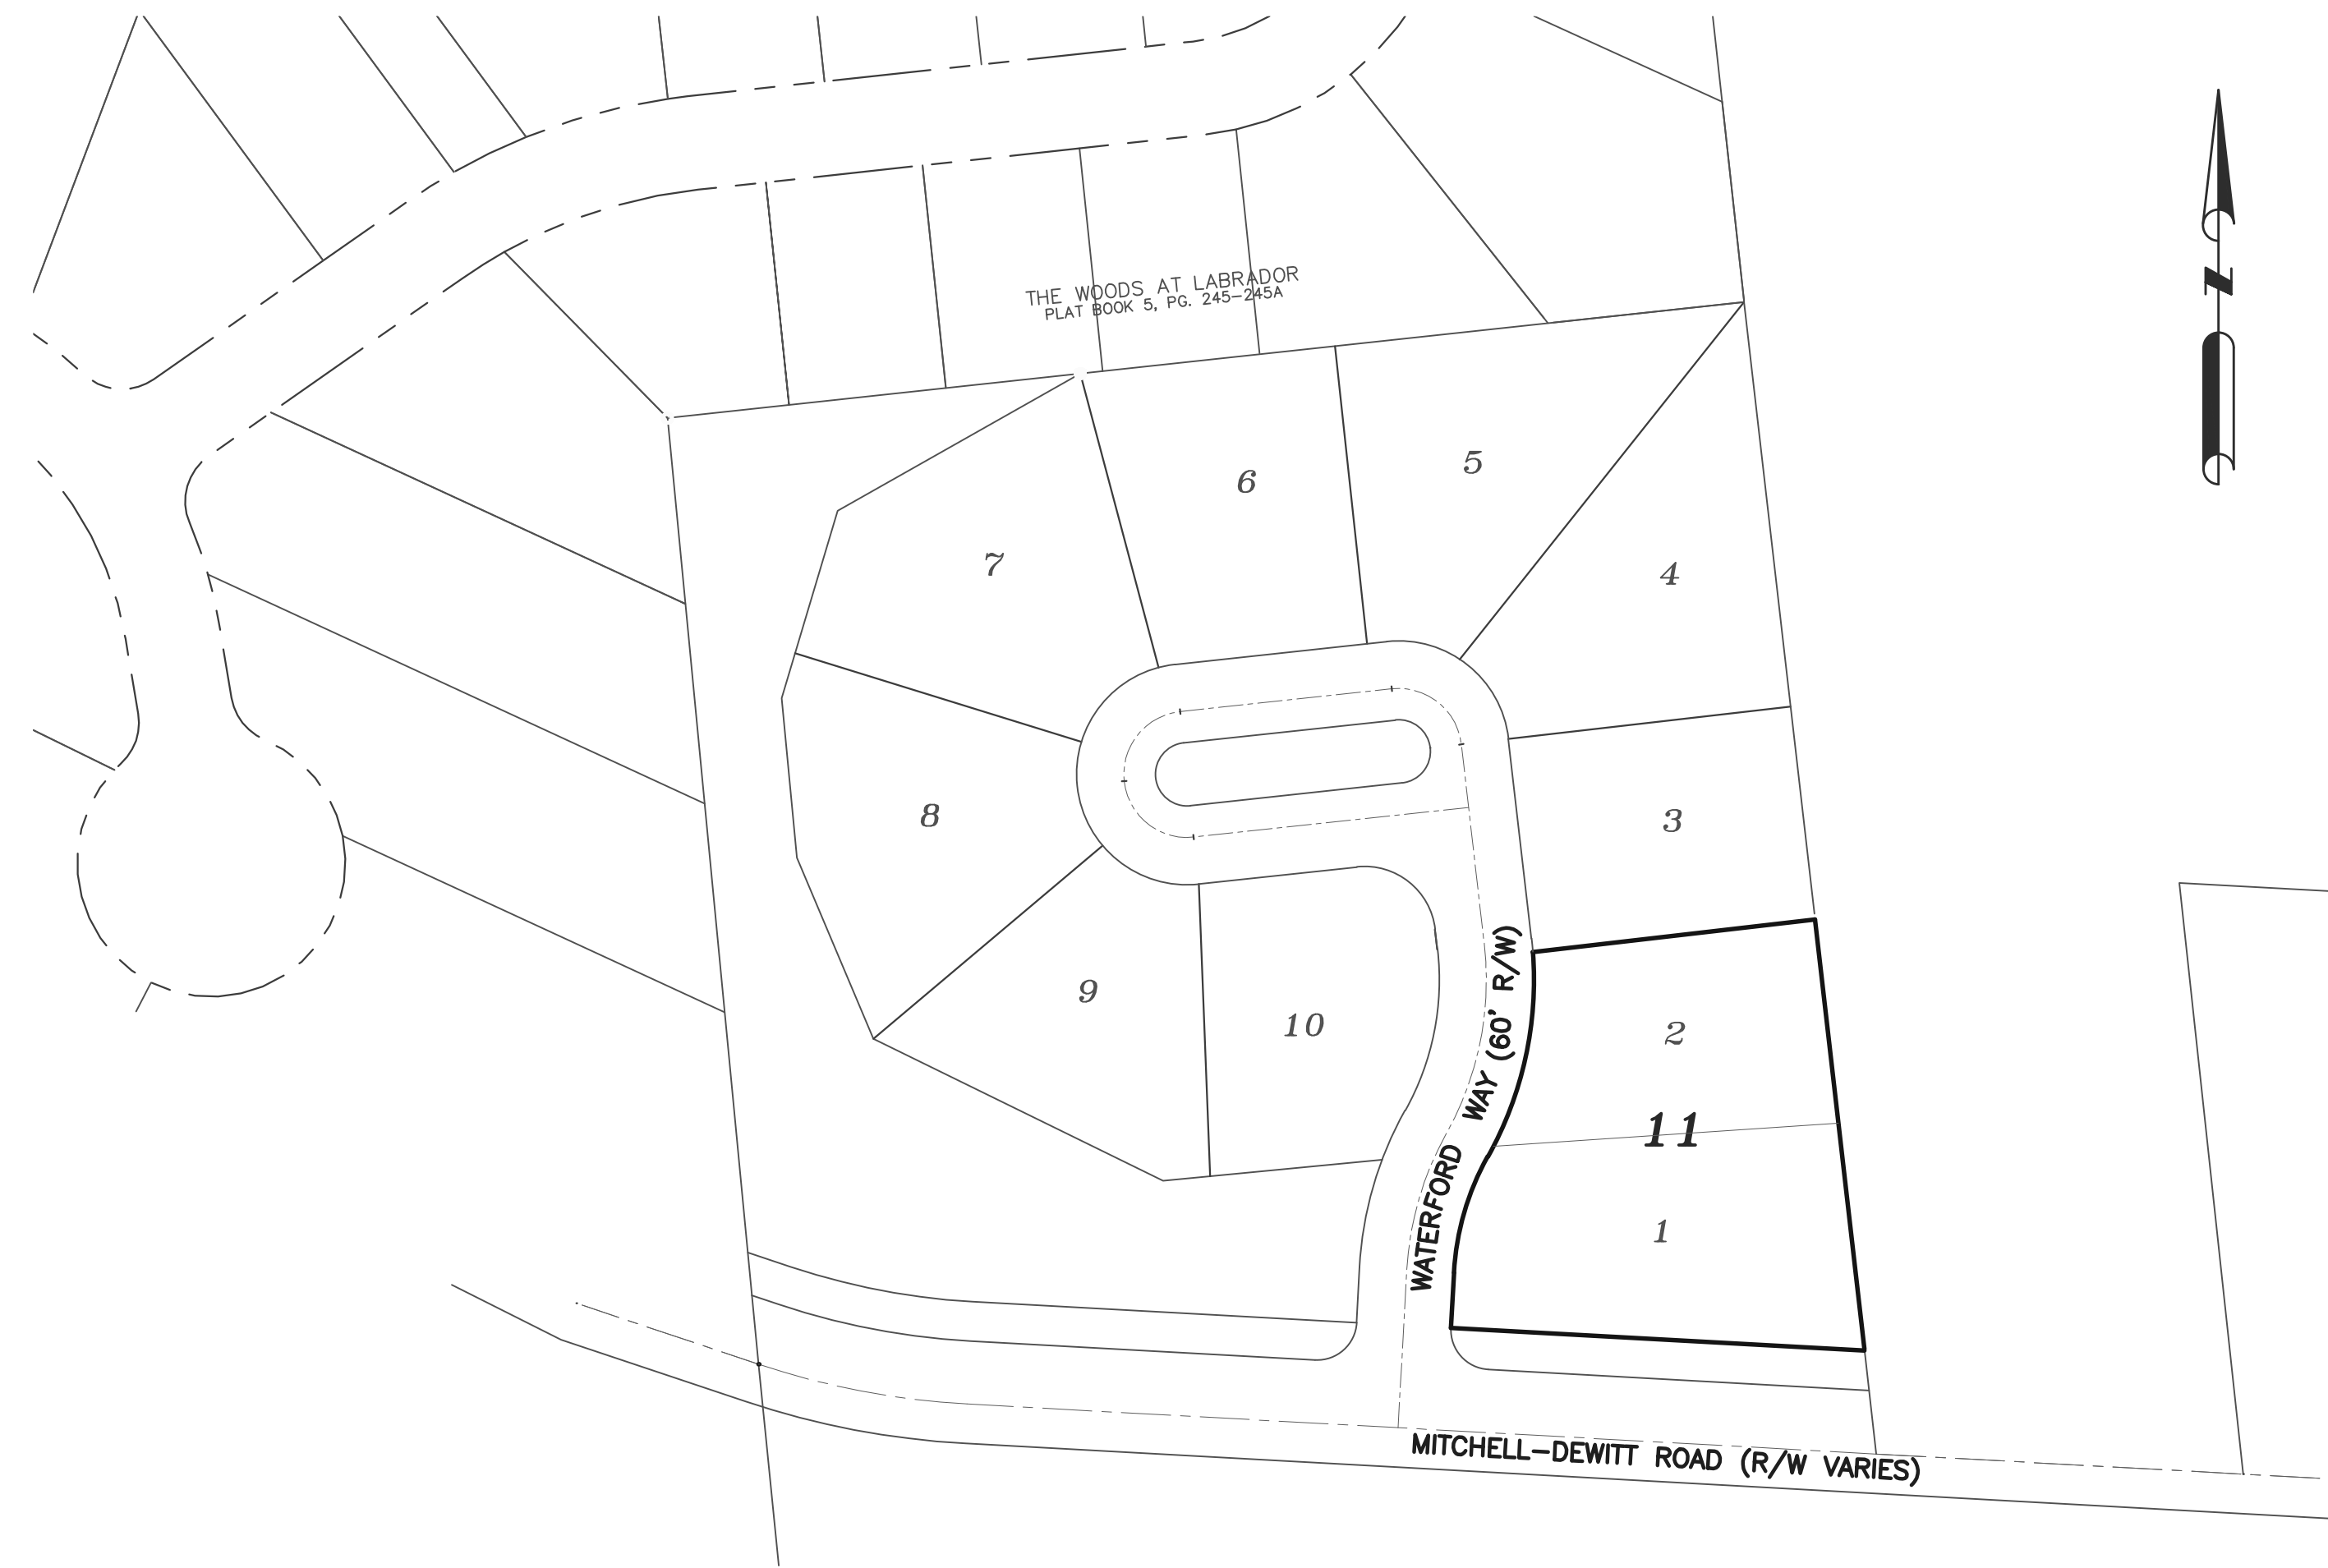 THE WOODS AT LABRADOR
PLAT BOOK 5, PG. 245-245A
N
5
6
7
4
8
3
9
10
2
11
1
WATERFORD WAY (60' R/W)
MITCHELL-DEWITT ROAD (R/W VARIES)